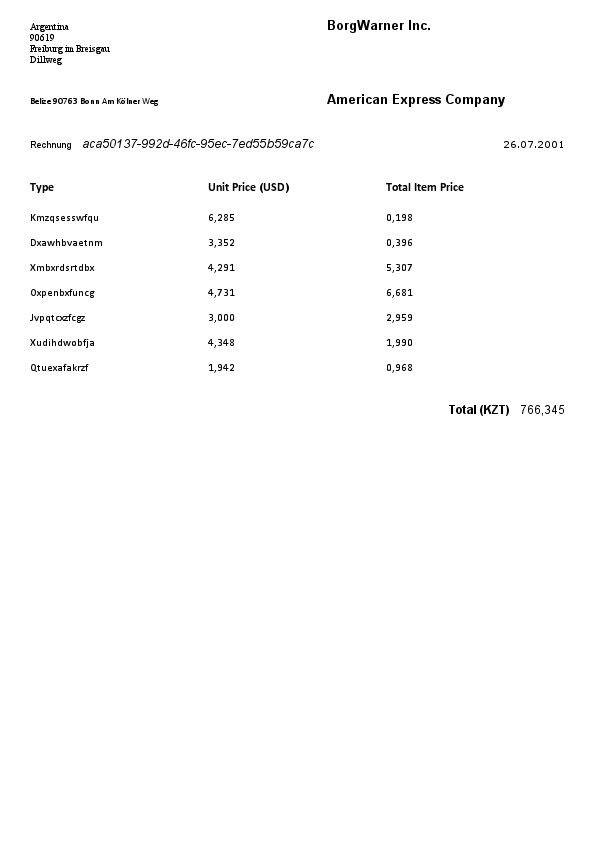 Argentina
90619
Freiburg im Breisgau
Dillweg
BorgWarner Inc.
Belize 90763 Bonn Am Kölner Weg
American Express Company
Rechnung aca50137-992d-46fc-95ec-7ed55b59ca7c 26.07.2001
Type Unit Price (USD) Total Item Price
Kmzqsesswfqu 6,285 0,198
Dxawhbvaetnm 3,352 0,396
Xmbxrdsrtdbx 4,291 5,307
Oxpenbxfuncg 4,731 6,681
Jvpqtcxzfcgz 3,000 2,959
Xudihdwobfja 4,348 1,990
Qtuexafakrzf 1,942 0,968
Total (KZT) 766,345